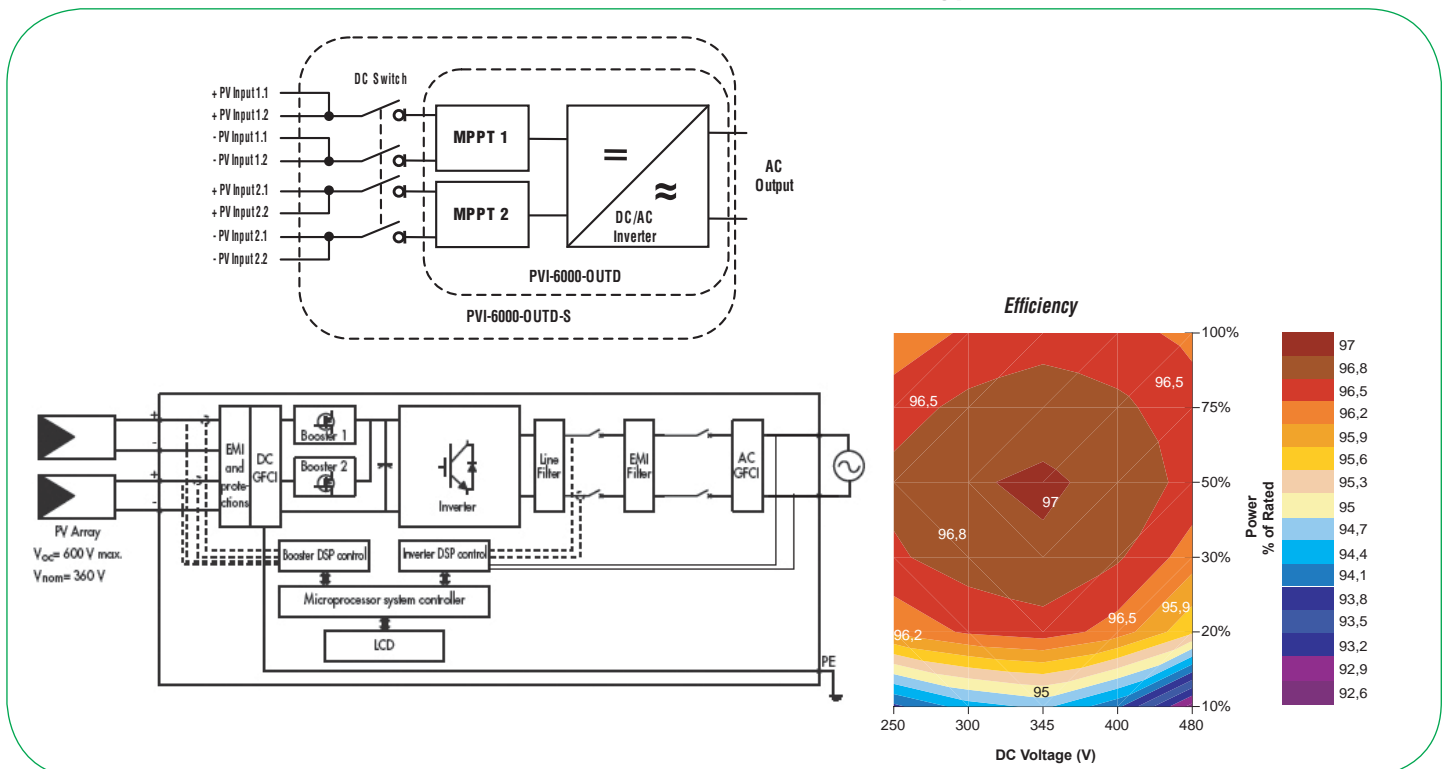 DC Switch
+ PV Input 1.1
+ PV Input 1.2
- PV Input 1.1
- PV Input 1.2
+ PV Input 2.1
+ PV Input 2.2
- PV Input 2.1
- PV Input 2.2
MPPT 1
MPPT 2
=
≈
DC/AC
Inverter
AC
Output
PVI-6000-OUTD
PVI-6000-OUTD-S
+
-
+
-
PV Array
Voc= 600 V max.
Vnom= 360 V
EMI
and
prote-
ctions
DC
GFCI
Booster 1
Booster 2
Inverter
Line
Filter
EMI
Filter
AC
GFCI
Booster DSP control
Inverter DSP control
Microprocessor system controller
LCD
PE
Efficiency
96,5
96,5
97
96,8
96,2
96,5
95,9
95
100%
75%
50%
30%
20%
10%
250
300
345
400
480
DC Voltage (V)
Power
% of Rated
97
96,8
96,5
96,2
95,9
95,6
95,3
95
94,7
94,4
94,1
93,8
93,5
93,2
92,9
92,6